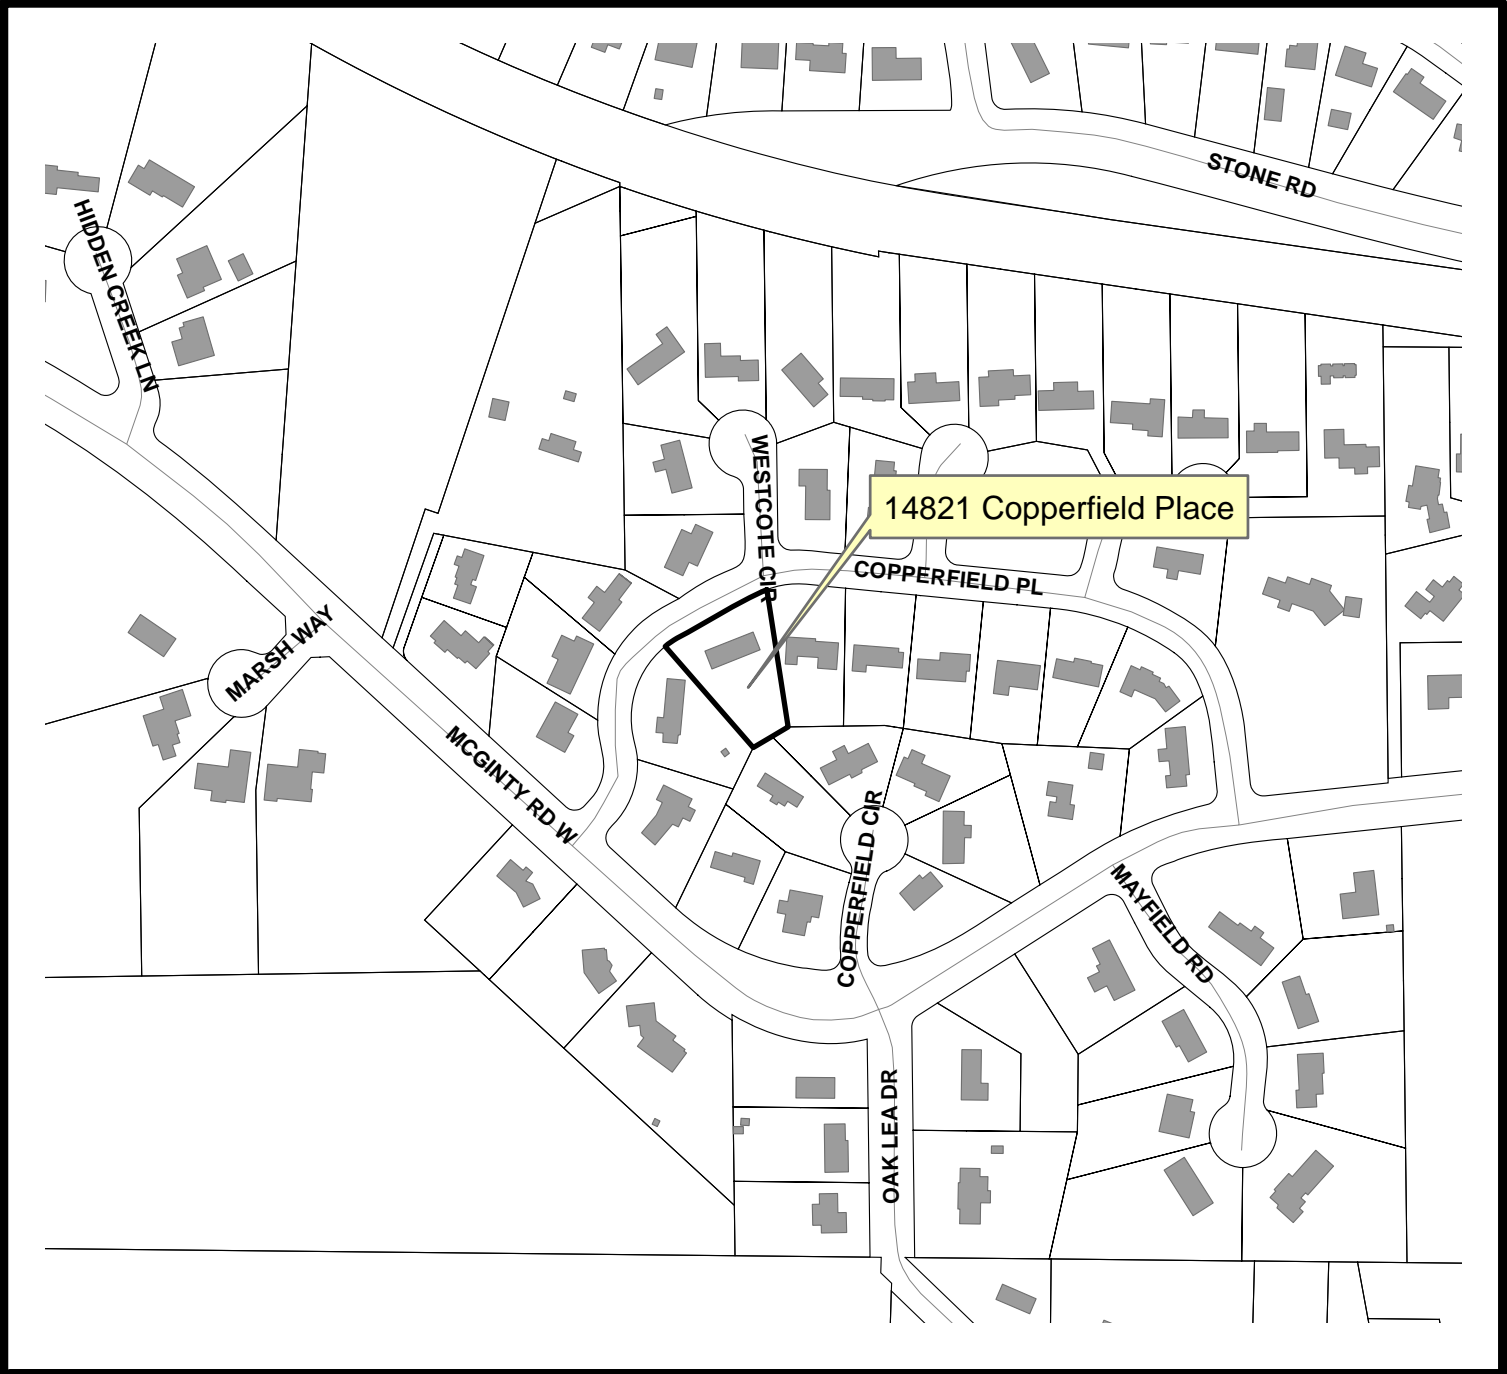 STONE RD
HIDDEN CREEK LN
WESTCOTE CIR
14821 Copperfield Place
COPPERFIELD PL
MARSH WAY
MCGINTY RD W
COPPERFIELD CIR
MAYFIELD RD
OAK LEA DR